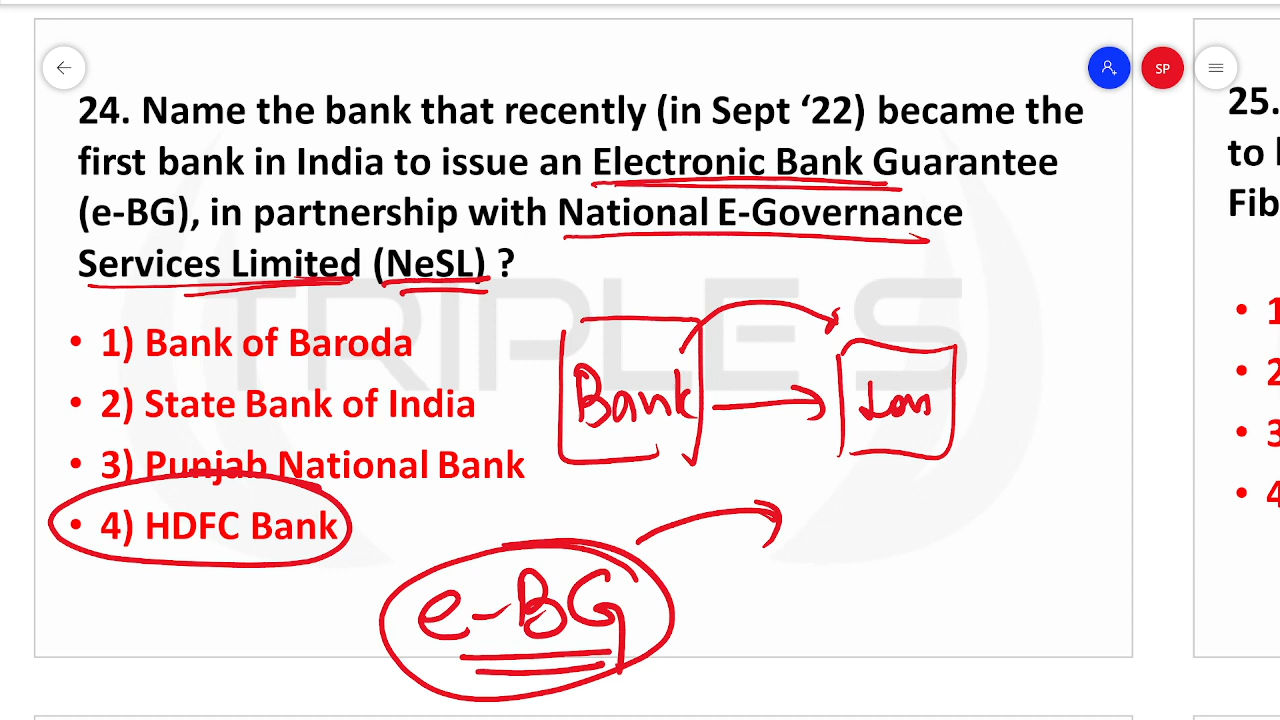 SP
24. Name the bank that recently (in Sept ‘22) became the
first bank in India to issue an Electronic Bank Guarantee
(e-BG), in partnership with National E-Governance
Services Limited (NeSL) ?
TRIPLE S
• 1) Bank of Baroda
• 2) State Bank of India
• 3) Punjab National Bank
• 4) HDFC Bank
Bank
e-BG
25.
to
Fib
• 1
• 2
• 3
• 4